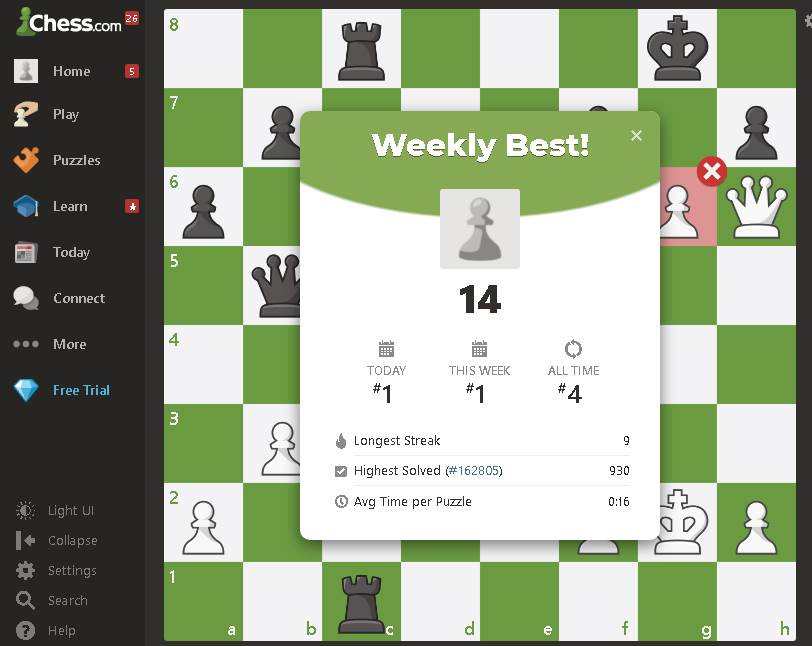 Chess.com 26
Home 5
Play
Puzzles
Learn
Today
Connect
More
Free Trial
Light UI
Collapse
Settings
Search
Help
8
7
6
5
4
3
2
1
a b c d e f g h
Weekly Best!
14
TODAY THIS WEEK ALL TIME
#1 #1 #4
Longest Streak 9
Highest Solved (#162805) 930
Avg Time per Puzzle 0:16